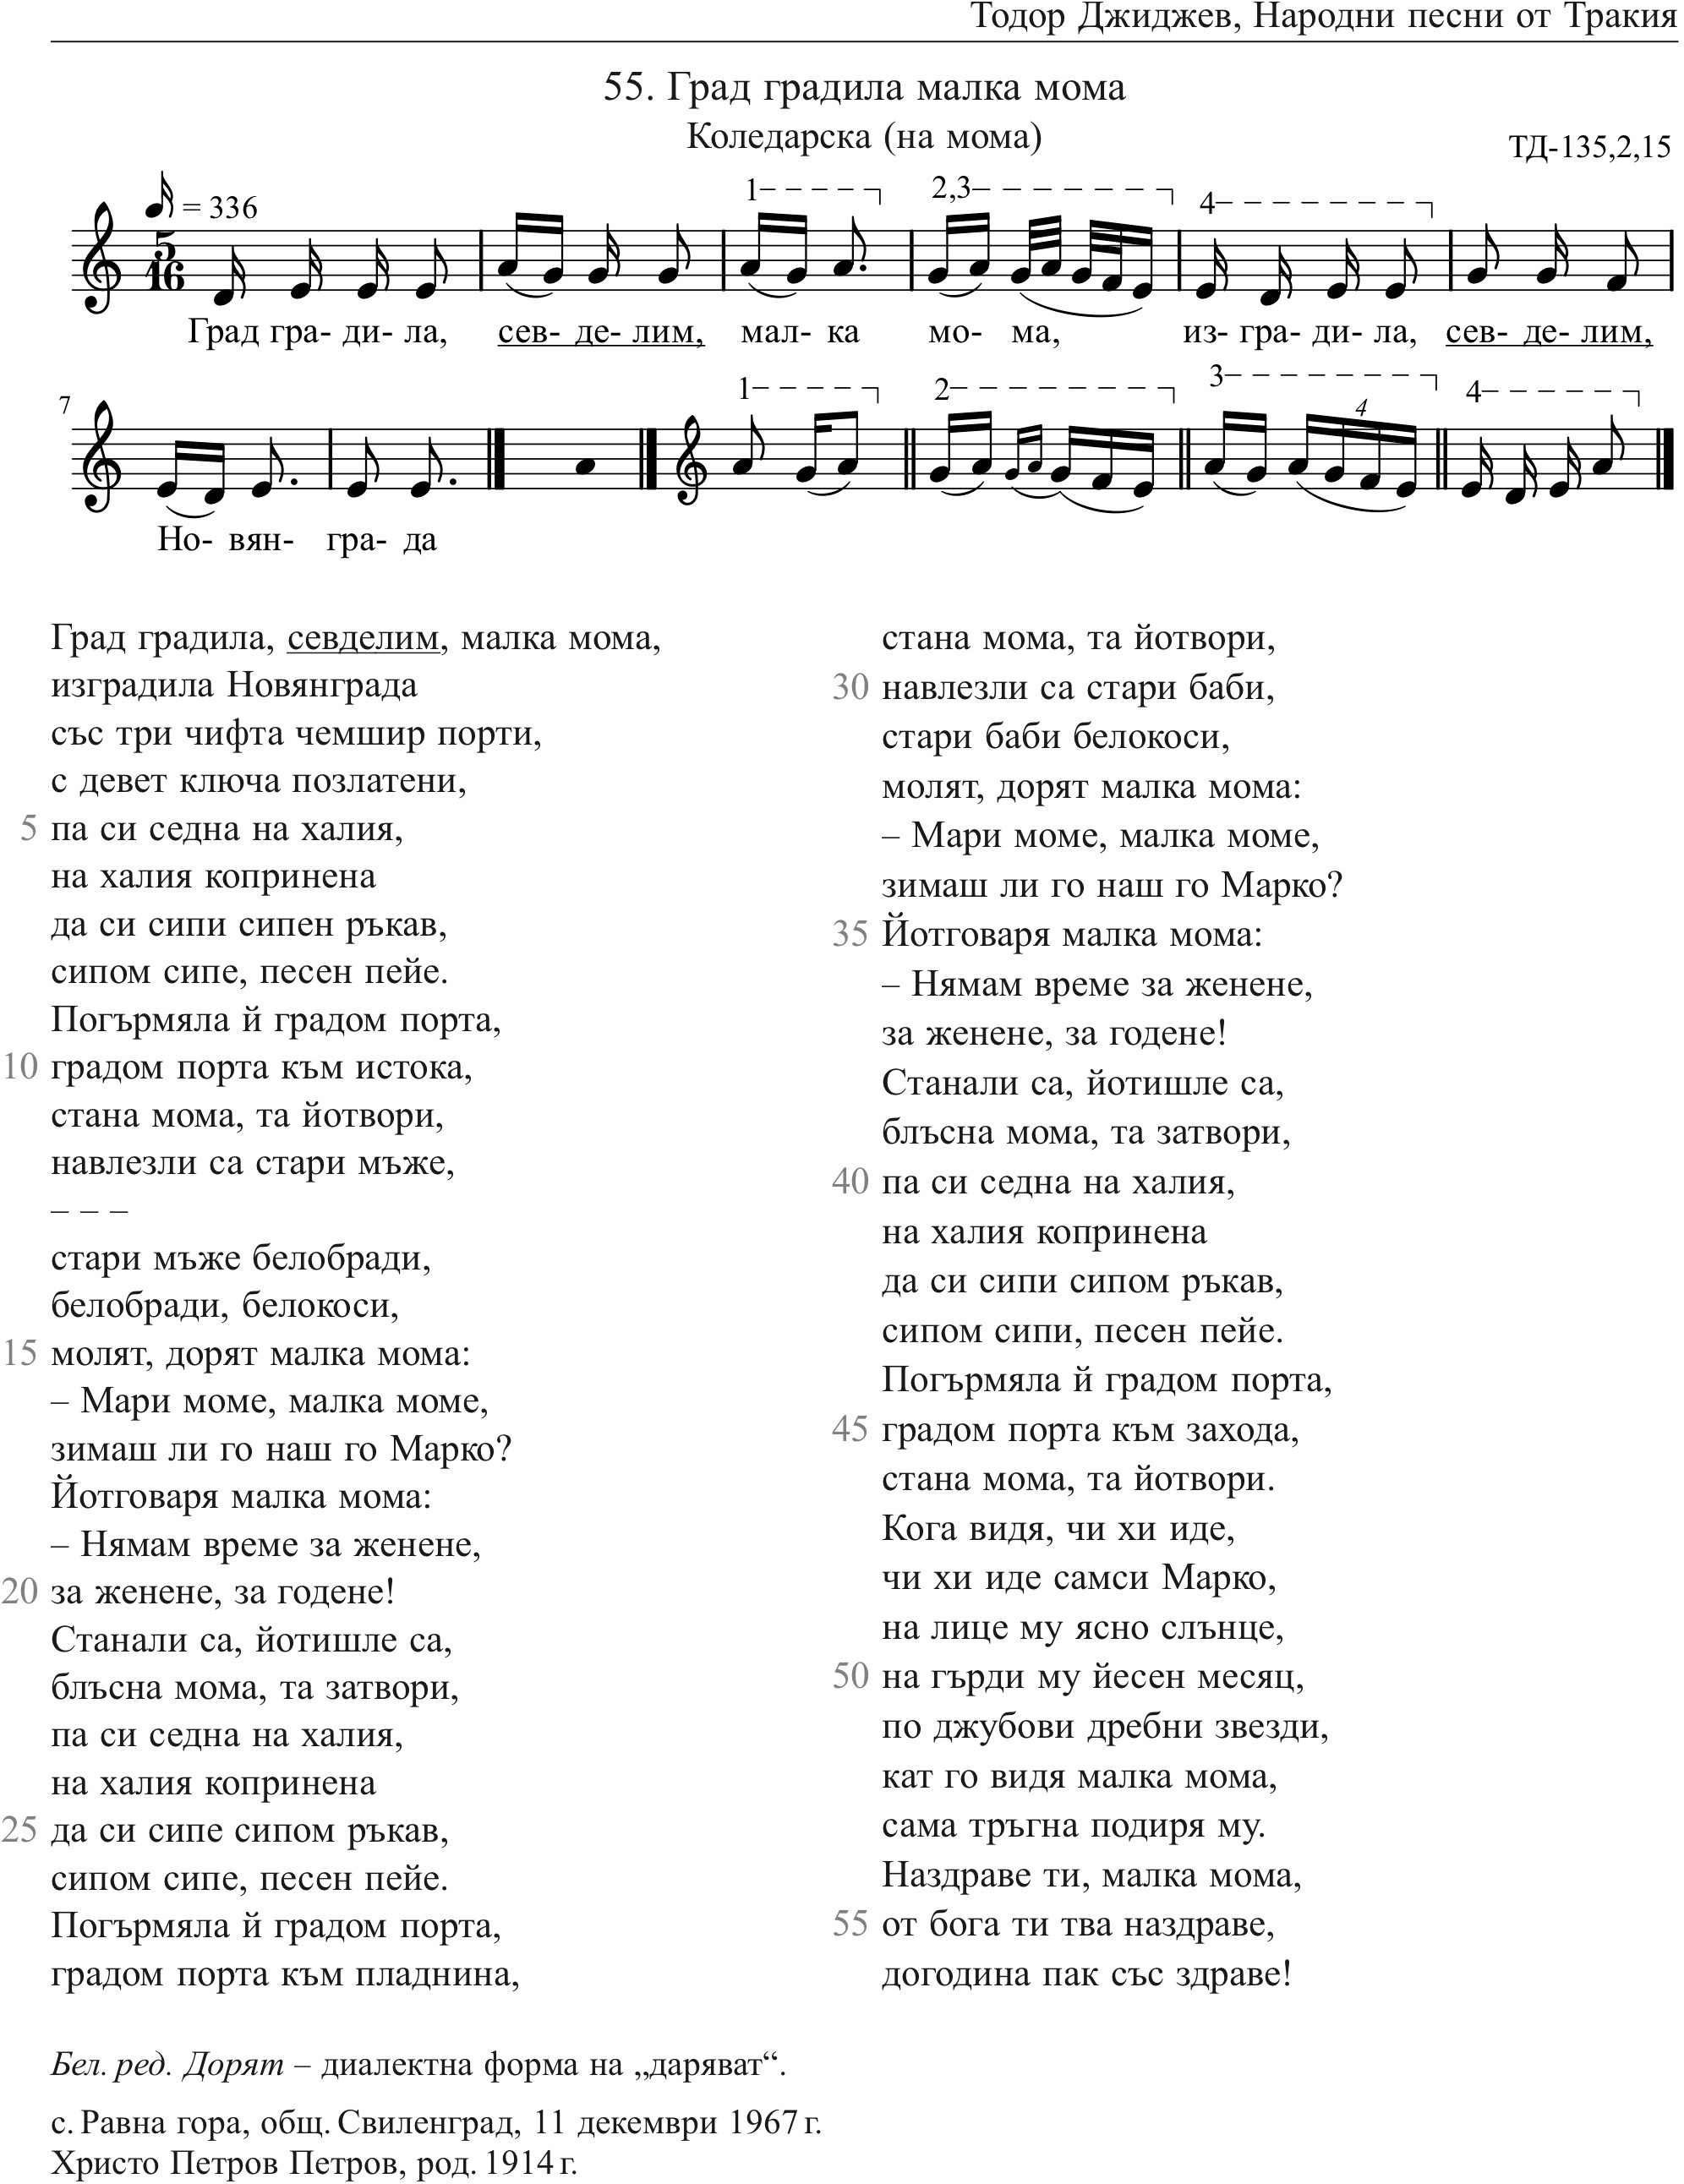 Тодор Джиджев, Народни песни от Тракия
55. Град градила малка мома
Коледарска (на мома)
ТД-135,2,15
= 336
1
2,3
4
5
16
Град гра- ди- ла, сев- де- лим, мал- ка мо- ма, из- гра- ди- ла, сев- де- лим,
7
1
2
3
4
4
Но- вян- гра- да
Град градила, севделим, малка мома,
изградила Новянграда
със три чифта чемшир порти,
с девет ключа позлатени,
5 па си седна на халия,
на халия копринена
да си сипи сипен ръкав,
сипом сипе, песен пейе.
Погърмяла й градом порта,
10 градом порта към истока,
стана мома, та йотвори,
навлезли са стари мъже,
– – –
стари мъже белобради,
белобради, белокоси,
15 молят, дорят малка мома:
– Мари моме, малка моме,
зимаш ли го наш го Марко?
Йотговаря малка мома:
– Нямам време за женене,
20 за женене, за годене!
Станали са, йотишле са,
блъсна мома, та затвори,
па си седна на халия,
на халия копринена
25 да си сипе сипом ръкав,
сипом сипе, песен пейе.
Погърмяла й градом порта,
градом порта към пладнина,
стана мома, та йотвори,
30 навлезли са стари баби,
стари баби белокоси,
молят, дорят малка мома:
– Мари моме, малка моме,
зимаш ли го наш го Марко?
35 Йотговаря малка мома:
– Нямам време за женене,
за женене, за годене!
Станали са, йотишле са,
блъсна мома, та затвори,
40 па си седна на халия,
на халия копринена
да си сипи сипом ръкав,
сипом сипи, песен пейе.
Погърмяла й градом порта,
45 градом порта към захода,
стана мома, та йотвори.
Кога видя, чи хи иде,
чи хи иде самси Марко,
на лице му ясно слънце,
50 на гърди му йесен месяц,
по джубови дребни звезди,
кат го видя малка мома,
сама тръгна подиря му.
Наздраве ти, малка мома,
55 от бога ти тва наздраве,
догодина пак със здраве!
Бел. ред. Дорят – диалектна форма на „даряват“.
с. Равна гора, общ. Свиленград, 11 декември 1967 г.
Христо Петров Петров, род. 1914 г.